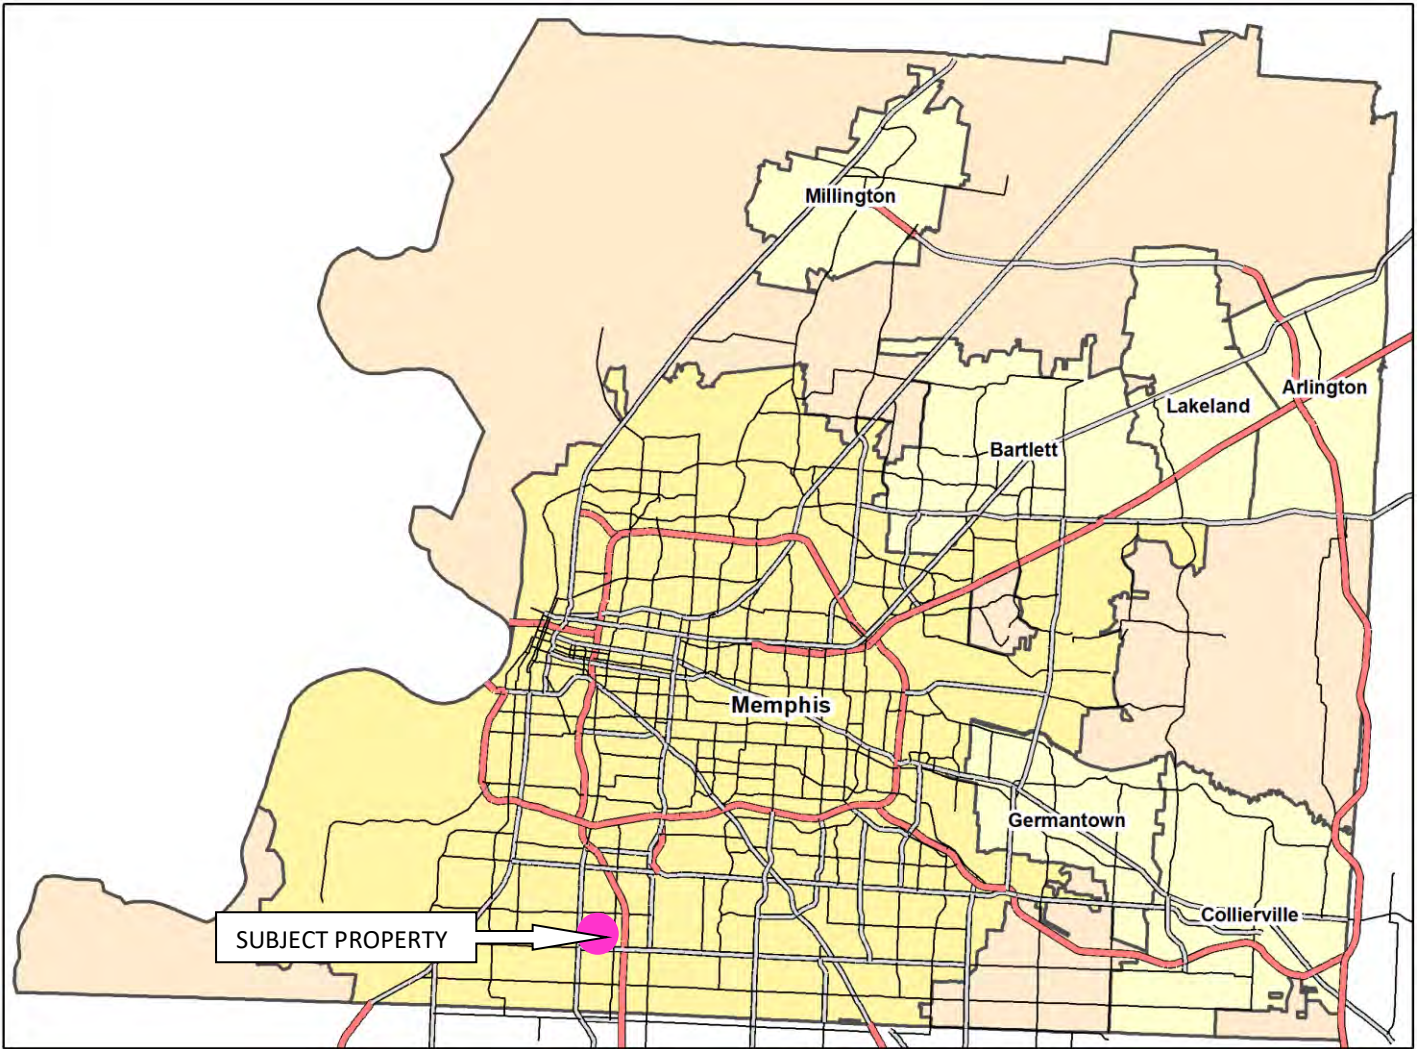 Millington
Arlington
Lakeland
Bartlett
Memphis
Germantown
Collierville
SUBJECT PROPERTY